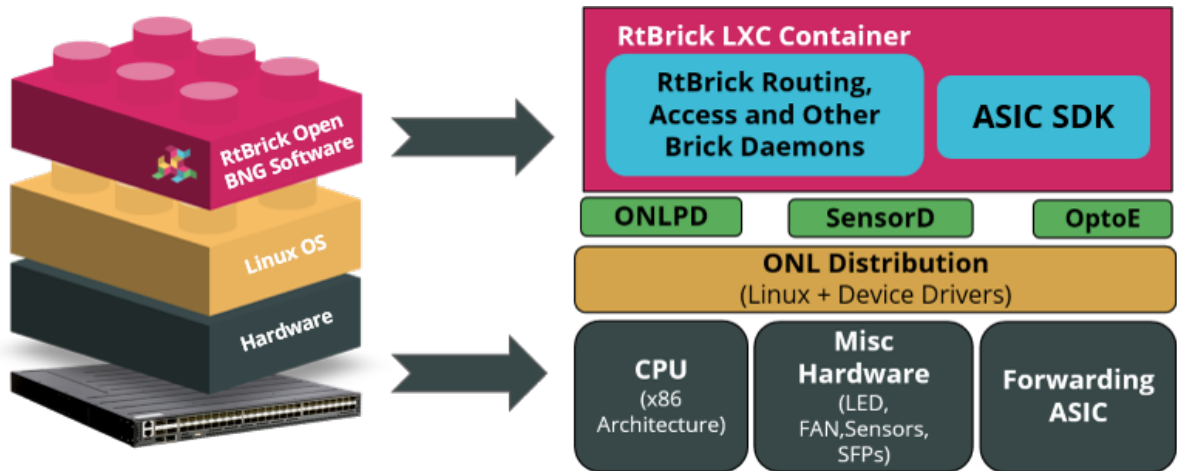 RtBrick Open
BNG Software
Linux OS
Hardware
RtBrick LXC Container
RtBrick Routing,
Access and Other
Brick Daemons
ASIC SDK
ONLPD
SensorD
OptoE
ONL Distribution
(Linux + Device Drivers)
CPU
(x86
Architecture)
Misc
Hardware
(LED,
FAN,Sensors,
SFPs)
Forwarding
ASIC